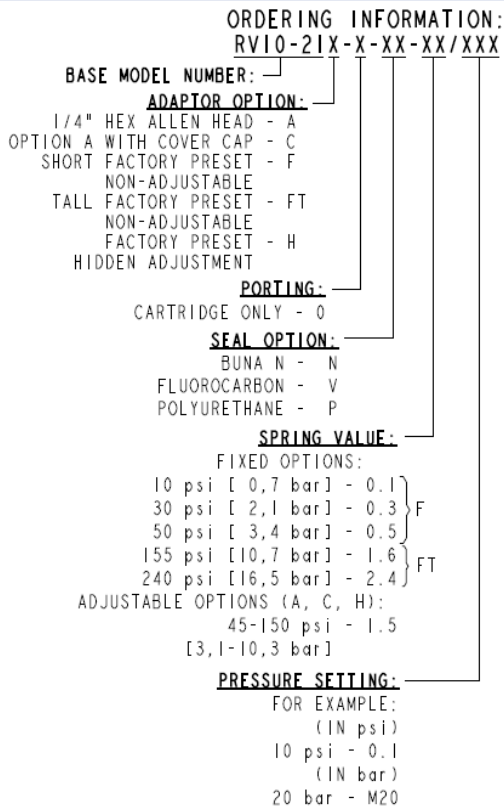 ORDERING INFORMATION:
RV10-21X-X-XX-XX/XXX
BASE MODEL NUMBER:
ADAPTOR OPTION:
1/4" HEX ALLEN HEAD - A
OPTION A WITH COVER CAP - C
SHORT FACTORY PRESET - F
NON-ADJUSTABLE
TALL FACTORY PRESET - FT
NON-ADJUSTABLE
FACTORY PRESET - H
HIDDEN ADJUSTMENT
PORTING:
CARTRIDGE ONLY - 0
SEAL OPTION:
BUNA N - N
FLUOROCARBON - V
POLYURETHANE - P
SPRING VALUE:
FIXED OPTIONS:
10 psi [ 0,7 bar] - 0.1
30 psi [ 2,1 bar] - 0.3 F
50 psi [ 3,4 bar] - 0.5
155 psi [10,7 bar] - 1.6
240 psi [16,5 bar] - 2.4 FT
ADJUSTABLE OPTIONS (A, C, H):
45-150 psi - 1.5
[3,1-10,3 bar]
PRESSURE SETTING:
FOR EXAMPLE:
(IN psi)
10 psi - 0.1
(IN bar)
20 bar - M20